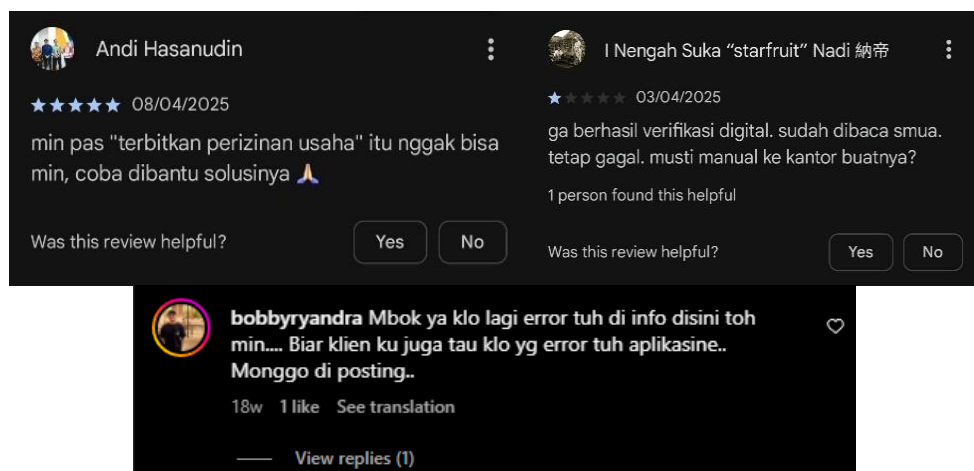 Andi Hasanudin
★★★★★ 08/04/2025
min pas "terbitkan perizinan usaha" itu nggak bisa
min, coba dibantu solusinya 🙏🏻
Was this review helpful?
Yes
No
I Nengah Suka “starfruit” Nadi 納帝
★★★★★ 03/04/2025
ga berhasil verifikasi digital. sudah dibaca smua.
tetap gagal. musti manual ke kantor buatnya?
1 person found this helpful
Was this review helpful?
Yes
No
bobbyryandra Mbok ya klo lagi error tuh di info disini toh
min.... Biar klien ku juga tau klo yg error tuh aplikasine..
Monggo di posting..
18w 1 like See translation
View replies (1)